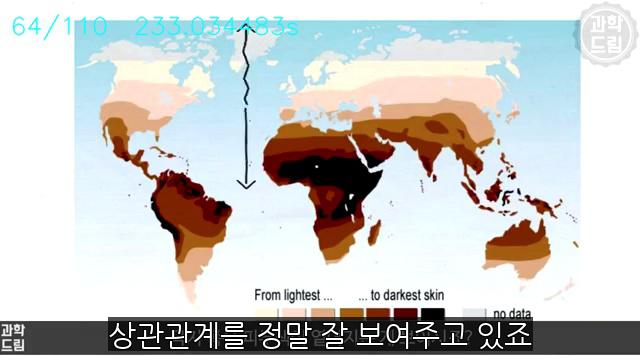 64/110 233.034483s
과학
드림
From lightest ... ... to darkest skin
no data
과학
드림
상관관계를 정말 잘 보여주고 있죠